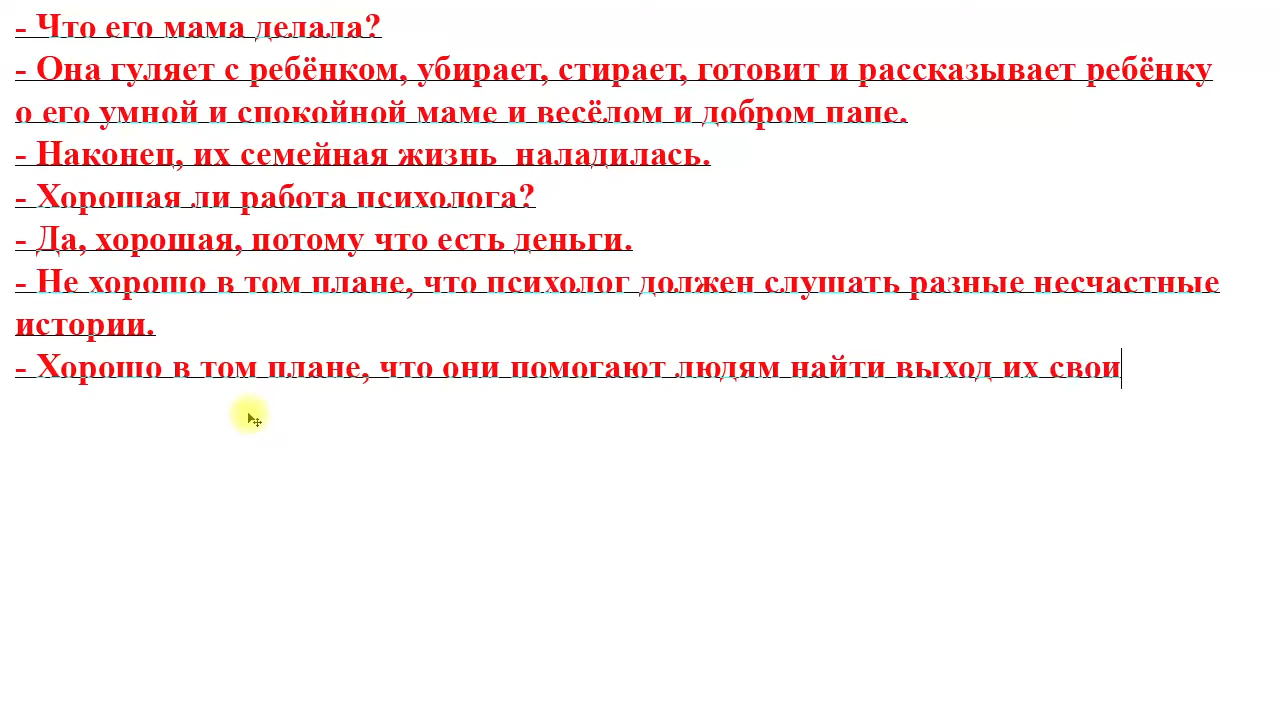 - Что его мама делала?
- Она гуляет с ребёнком, убирает, стирает, готовит и рассказывает ребёнку
о его умной и спокойной маме и весёлом и добром папе.
- Наконец, их семейная жизнь  наладилась.
- Хорошая ли работа психолога?
- Да, хорошая, потому что есть деньги.
- Не хорошо в том плане, что психолог должен слушать разные несчастные
истории.
- Хорошо в том плане, что они помогают людям найти выход их свои